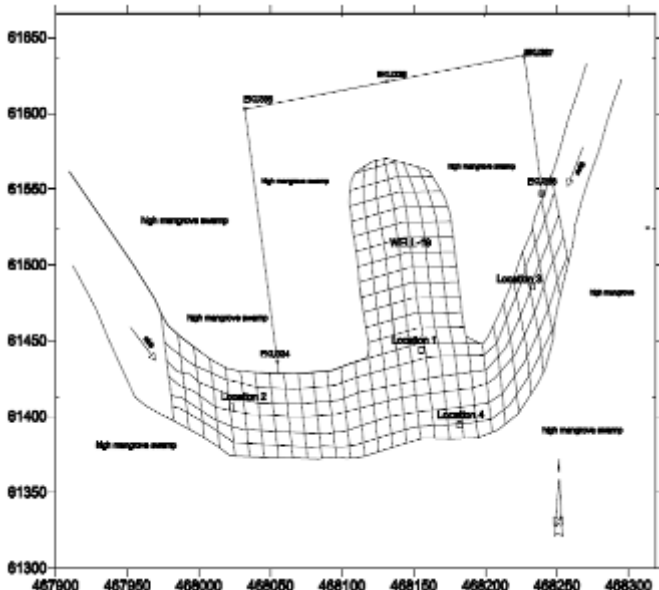 61650
61600
61550
61500
61450
61400
61350
61300
467900 467950 468000 468050 468100 468150 468200 468250 468300
high mangrove swamp
high mangrove swamp
high mangrove swamp
high mangrove swamp
WELL-19
Location 3
high mangrove
Location 1
Location 2
Location 4
high mangrove swamp
high mangrove swamp